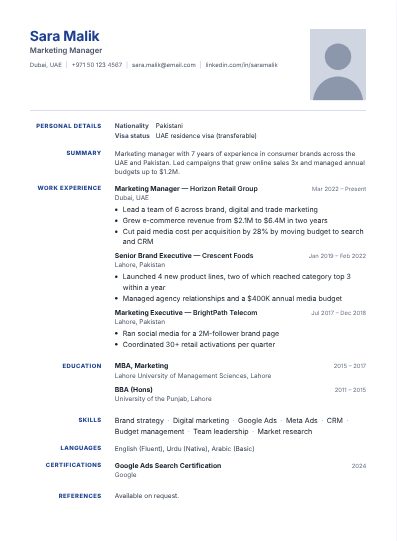 Sara Malik
Marketing Manager
Dubai, UAE | +971 50 123 4567 | sara.malik@email.com | linkedin.com/in/saramalik
PERSONAL DETAILS
Nationality Pakistani
Visa status UAE residence visa (transferable)
SUMMARY
Marketing manager with 7 years of experience in consumer brands across the
UAE and Pakistan. Led campaigns that grew online sales 3x and managed annual
budgets up to $1.2M.
WORK EXPERIENCE
Marketing Manager — Horizon Retail Group Mar 2022 – Present
Dubai, UAE
• Lead a team of 6 across brand, digital and trade marketing
• Grew e-commerce revenue from $2.1M to $6.4M in two years
• Cut paid media cost per acquisition by 28% by moving budget to search
and CRM
Senior Brand Executive — Crescent Foods Jan 2019 – Feb 2022
Lahore, Pakistan
• Launched 4 new product lines, two of which reached category top 3
within a year
• Managed agency relationships and a $400K annual media budget
Marketing Executive — BrightPath Telecom Jul 2017 – Dec 2018
Lahore, Pakistan
• Ran social media for a 2M-follower brand page
• Coordinated 30+ retail activations per quarter
EDUCATION
MBA, Marketing 2015 – 2017
Lahore University of Management Sciences, Lahore
BBA (Hons) 2011 – 2015
University of the Punjab, Lahore
SKILLS
Brand strategy · Digital marketing · Google Ads · Meta Ads · CRM ·
Budget management · Team leadership · Market research
LANGUAGES
English (Fluent), Urdu (Native), Arabic (Basic)
CERTIFICATIONS
Google Ads Search Certification 2024
Google
REFERENCES
Available on request.